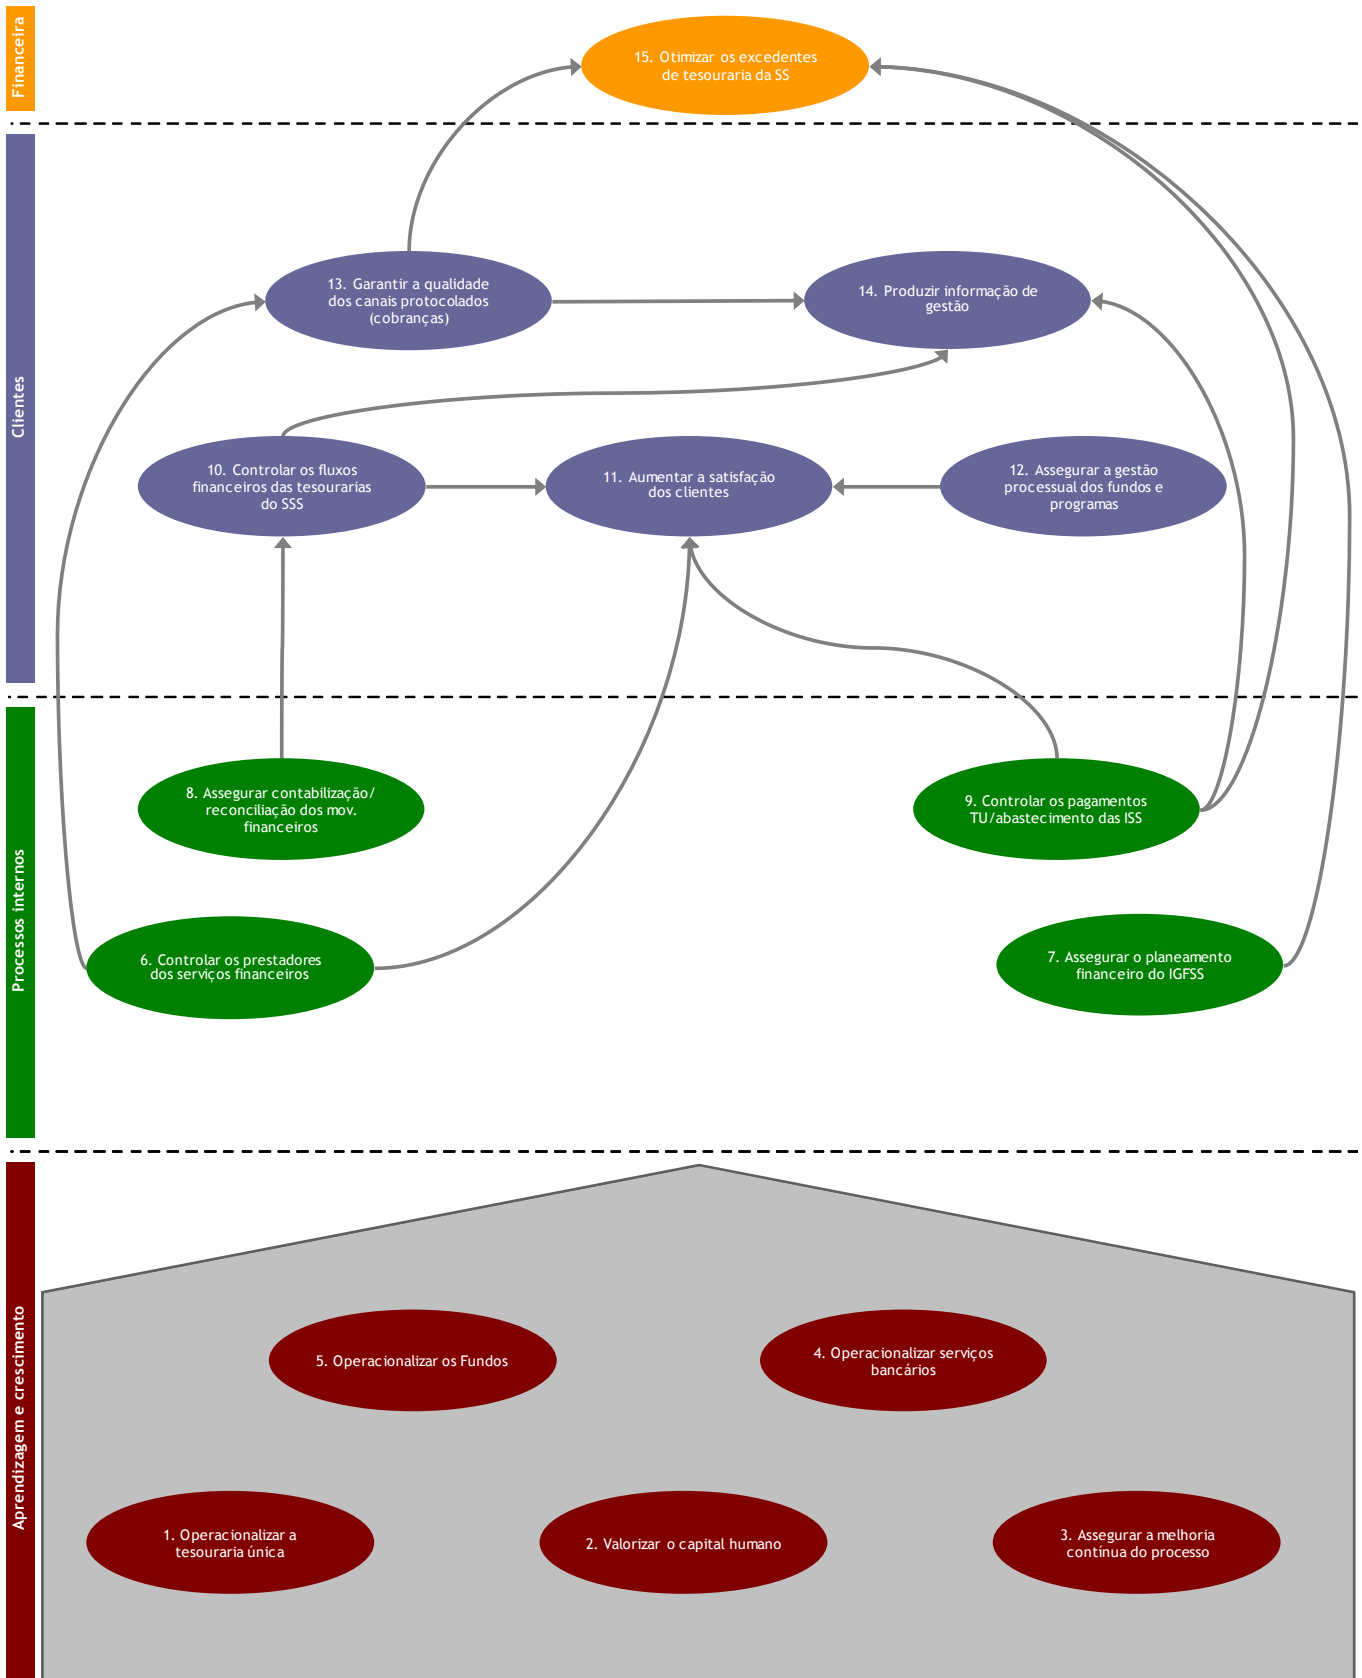 Financeira
15. Otimizar os excedentes
de tesouraria da SS
Clientes
13. Garantir a qualidade
dos canais protocolados
(cobranças)
14. Produzir informação de
gestão
10. Controlar os fluxos
financeiros das tesourarias
do SSS
11. Aumentar a satisfação
dos clientes
12. Assegurar a gestão
processual dos fundos e
programas
Processos internos
8. Assegurar contabilização/
reconciliação dos mov.
financeiros
9. Controlar os pagamentos
TU/abastecimento das ISS
6. Controlar os prestadores
dos serviços financeiros
7. Assegurar o planeamento
financeiro do IGFSS
Aprendizagem e crescimento
5. Operacionalizar os Fundos
4. Operacionalizar serviços
bancários
1. Operacionalizar a
tesouraria única
2. Valorizar o capital humano
3. Assegurar a melhoria
contínua do processo